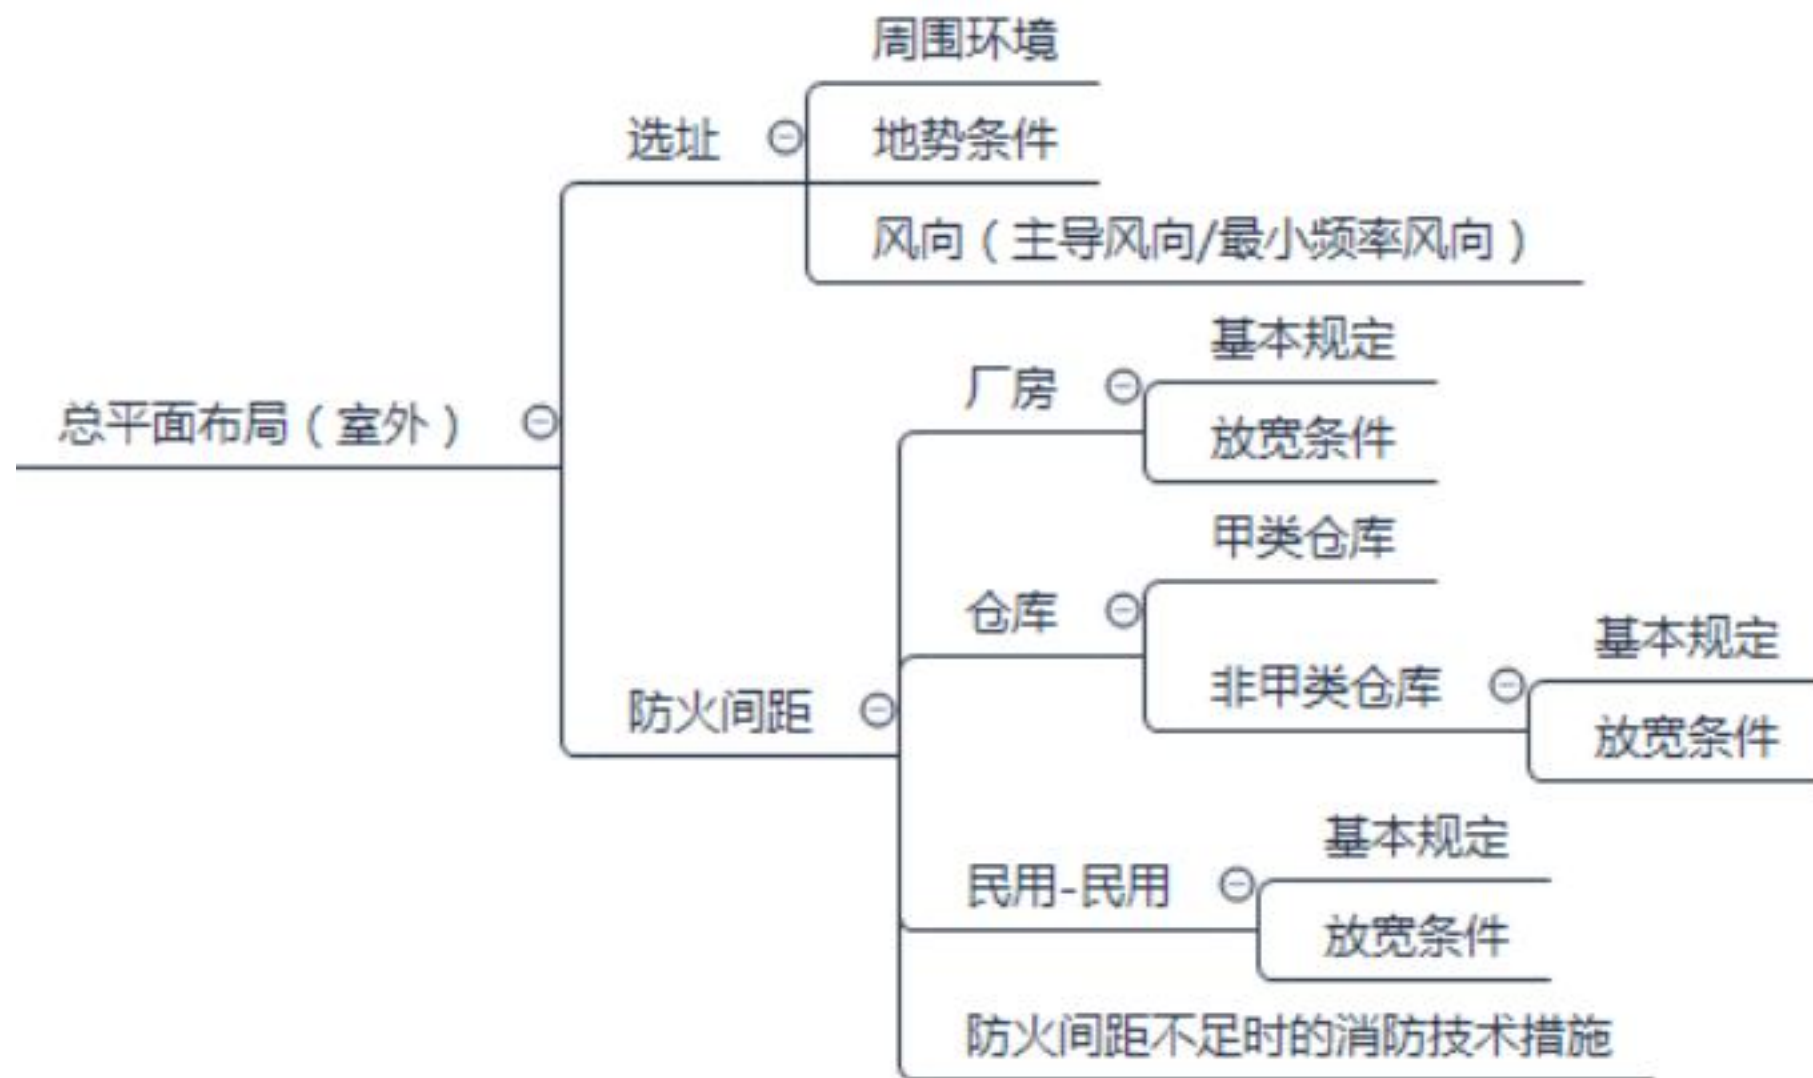 周围环境
选址
地势条件
风向（主导风向/最小频率风向）
基本规定
厂房
放宽条件
总平面布局（室外）
甲类仓库
仓库
基本规定
非甲类仓库
放宽条件
防火间距
基本规定
民用-民用
放宽条件
防火间距不足时的消防技术措施